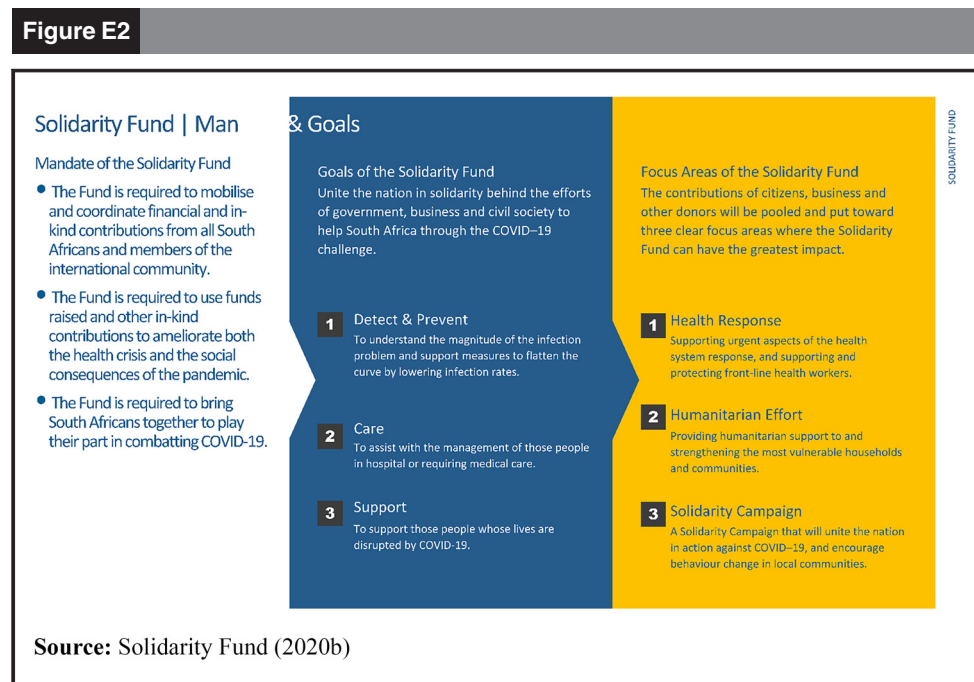 Figure E2
Solidarity Fund | Man & Goals
Mandate of the Solidarity Fund
• The Fund is required to mobilise
and coordinate financial and in-
kind contributions from all South
Africans and members of the
international community.
• The Fund is required to use funds
raised and other in-kind
contributions to ameliorate both
the health crisis and the social
consequences of the pandemic.
• The Fund is required to bring
South Africans together to play
their part in combatting COVID-19.
Goals of the Solidarity Fund
Unite the nation in solidarity behind the efforts
of government, business and civil society to
help South Africa through the COVID–19
challenge.
1 Detect & Prevent
To understand the magnitude of the infection
problem and support measures to flatten the
curve by lowering infection rates.
2 Care
To assist with the management of those people
in hospital or requiring medical care.
3 Support
To support those people whose lives are
disrupted by COVID-19.
Focus Areas of the Solidarity Fund
The contributions of citizens, business and
other donors will be pooled and put toward
three clear focus areas where the Solidarity
Fund can have the greatest impact.
1 Health Response
Supporting urgent aspects of the health
system response, and supporting and
protecting front-line health workers.
2 Humanitarian Effort
Providing humanitarian support to and
strengthening the most vulnerable households
and communities.
3 Solidarity Campaign
A Solidarity Campaign that will unite the nation
in action against COVID–19, and encourage
behaviour change in local communities.
SOLIDARITY FUND
Source: Solidarity Fund (2020b)